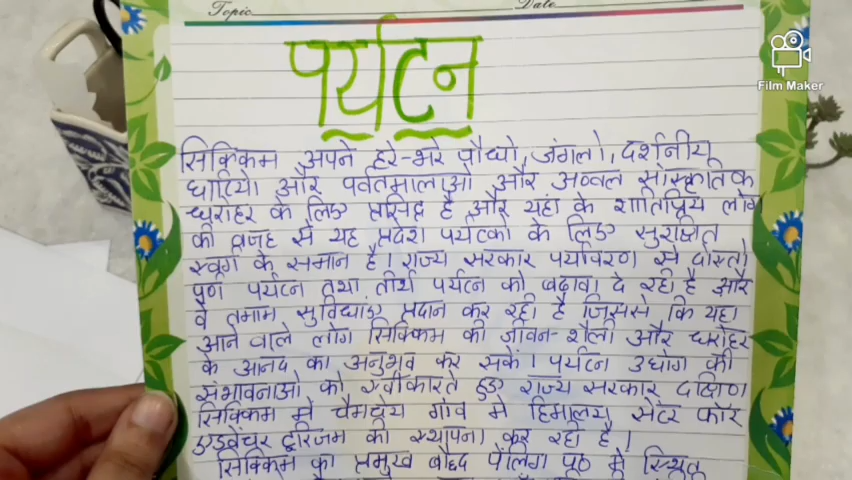 Topic Date
Film Maker
पर्यटन
सिक्किम अपने हरे-भरे पौधो, जंगलो, दर्शनीय
घाटियो और पर्वतमालाओ और अव्वल सांस्कृतिक
धरोहर के लिए प्रसिद्ध है और यहां के शांतिप्रिय लोग
की वजह से यह प्रदेश पर्यटको के लिए सुरक्षित
स्वर्ग के समान है। राज्य सरकार पर्यावरण से दोस्ती
पूर्ण पर्यटन तथा तीर्थ पर्यटन को बढ़ावा दे रही है और
वे तमाम सुविधाए प्रदान कर रही है जिससे कि यहा
आने वाले लोग सिक्किम की जीवन-शैली और धरोहर
के आनद का अनुभव कर सकें। पर्यटन उधोग की
संभावनाओ को स्वीकारते हुए राज्य सरकार दक्षिण
सिक्किम में चैमचेय गांव मे हिमालय सेंटर फॉर
एडवेंचर टूरिजम की स्थापना कर रही है।
सिक्किम का प्रमुख बौद्द पेलिंग मे स्थित